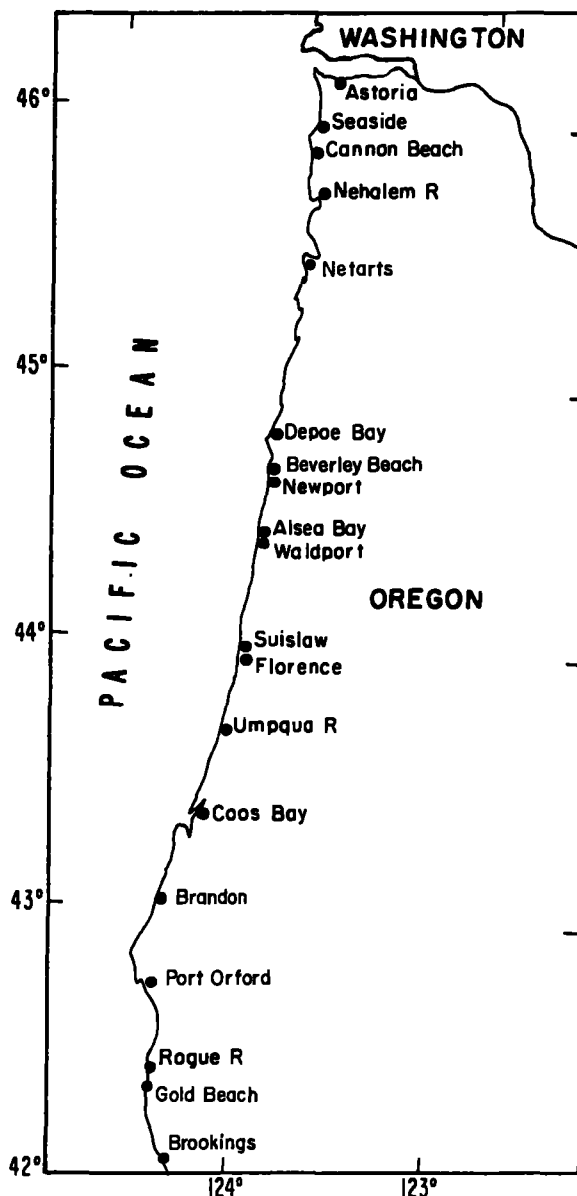 WASHINGTON
46°
Astoria
Seaside
Cannon Beach
Nehalem R
Netarts
45°
PACIFIC OCEAN
Depoe Bay
Beverley Beach
Newport
Alsea Bay
Waldport
OREGON
44°
Suislaw
Florence
Umpqua R
Coos Bay
43°
Brandon
Port Orford
Rogue R
Gold Beach
Brookings
42°
124°
123°